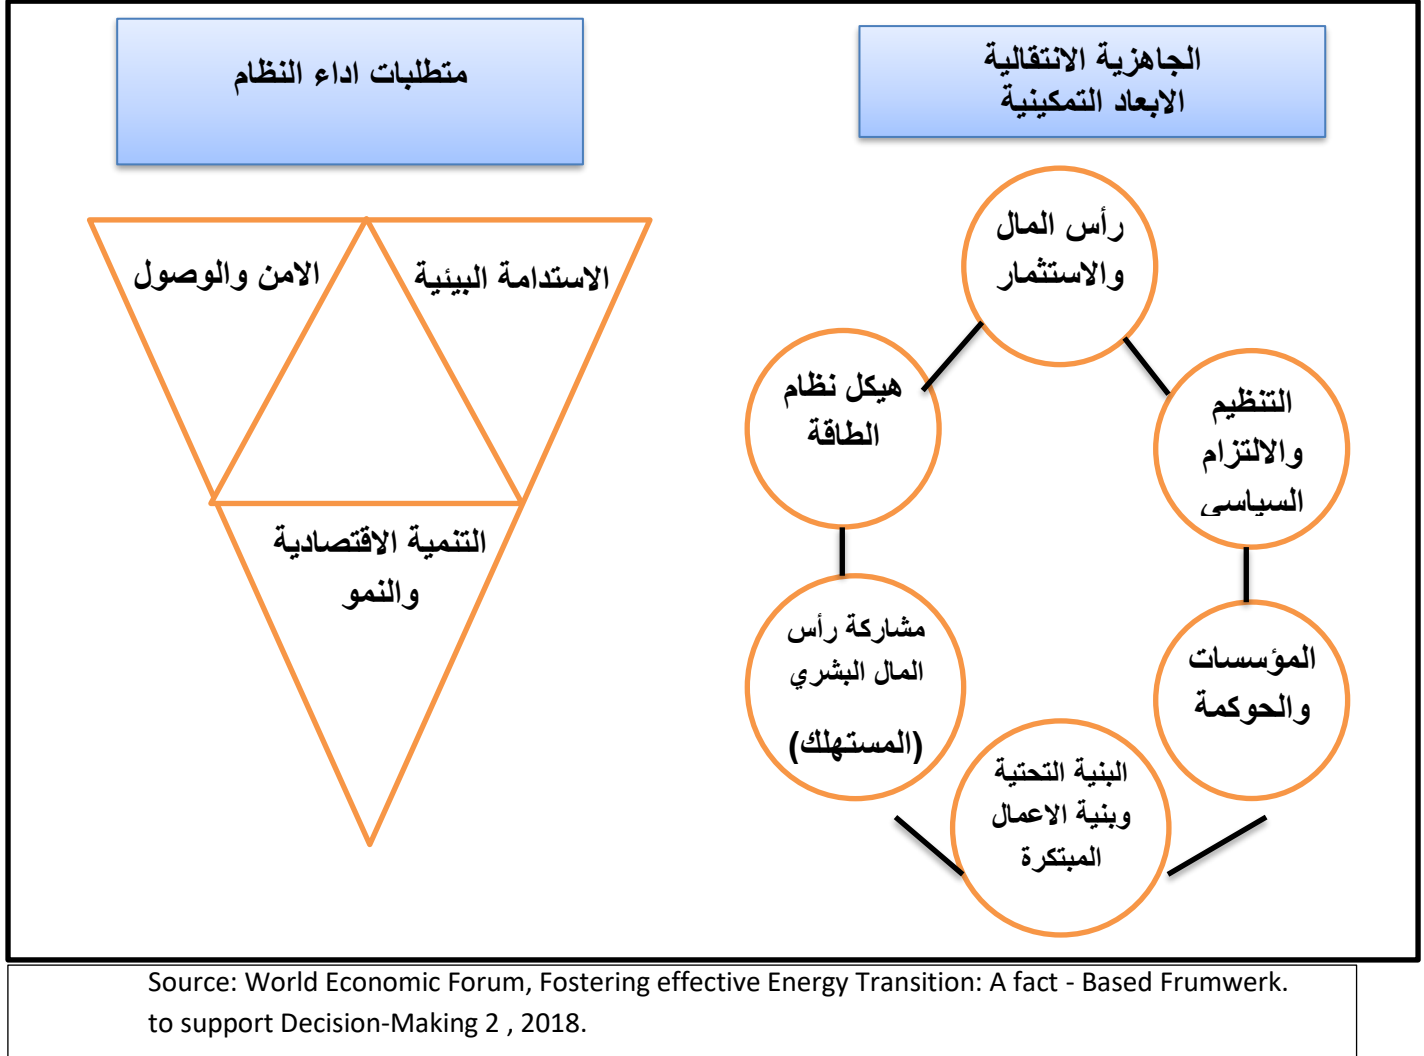 الجاهزية الانتقالية
الابعاد التمكينية
متطلبات اداء النظام
رأس المال
والاستثمار
هيكل نظام
الطاقة
التنظيم
والالتزام
السياسي
مشاركة رأس
المال البشري
(المستهلك)
المؤسسات
والحوكمة
البنية التحتية
وبنية الاعمال
المبتكرة
الاستدامة البيئية
الامن والوصول
التنمية الاقتصادية
والنمو
Source: World Economic Forum, Fostering effective Energy Transition: A fact - Based Frumwerk.
to support Decision-Making 2 , 2018.